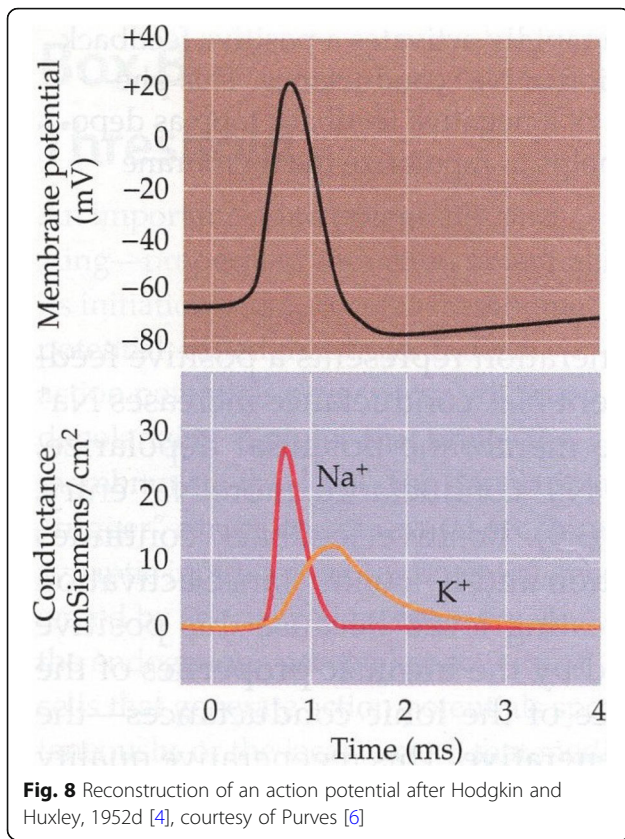 Membrane potential
(mV)
+40
+20
0
–20
–40
–60
–80
Conductance
mSiemens/cm2
30
20
10
0
Na+
K+
0 1 2 3 4
Time (ms)
Fig. 8 Reconstruction of an action potential after Hodgkin and
Huxley, 1952d [4], courtesy of Purves [6]